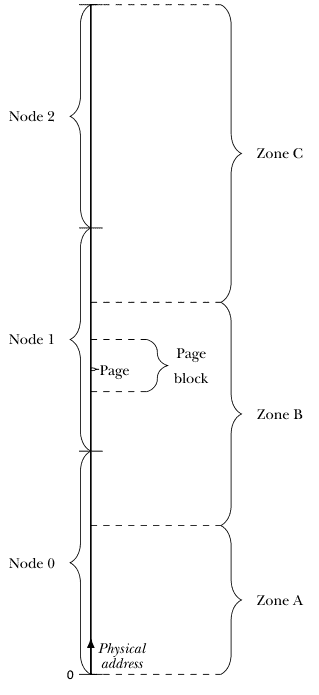 Node 2
Zone C
Node 1
Page
Page
block
Zone B
Node 0
Zone A
Physical
address
0